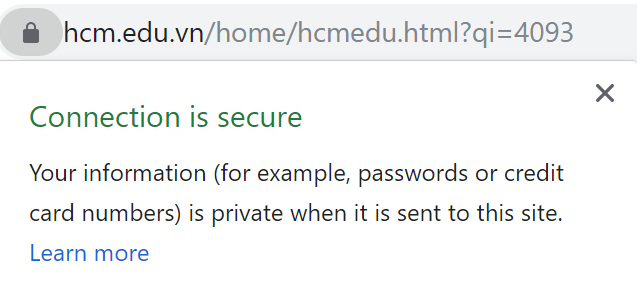 hcm.edu.vn/home/hcmedu.html?qi=4093
Connection is secure
Your information (for example, passwords or credit
card numbers) is private when it is sent to this site.
Learn more